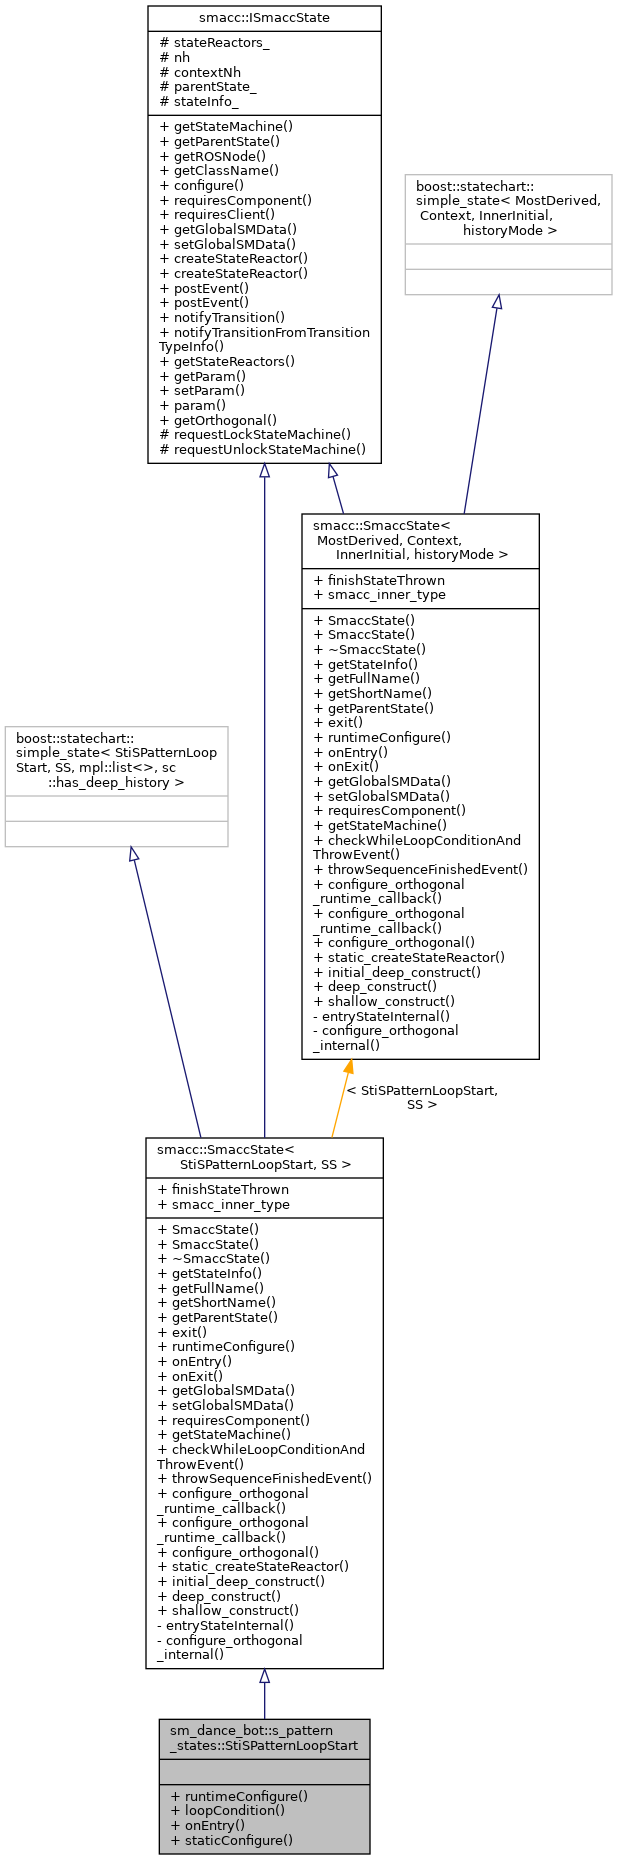 smacc::ISmaccState
# stateReactors_
# nh
# contextNh
# parentState_
# stateInfo_
+ getStateMachine()
+ getParentState()
+ getROSNode()
+ getClassName()
+ configure()
+ requiresComponent()
+ requiresClient()
+ getGlobalSMData()
+ setGlobalSMData()
+ createStateReactor()
+ createStateReactor()
+ postEvent()
+ postEvent()
+ notifyTransition()
+ notifyTransitionFromTransition
TypeInfo()
+ getStateReactors()
+ getParam()
+ setParam()
+ param()
+ getOrthogonal()
# requestLockStateMachine()
# requestUnlockStateMachine()
boost::statechart::
simple_state< MostDerived,
Context, InnerInitial,
historyMode >
smacc::SmaccState<
MostDerived, Context,
InnerInitial, historyMode >
+ finishStateThrown
+ smacc_inner_type
+ SmaccState()
+ SmaccState()
+ ~SmaccState()
+ getStateInfo()
+ getFullName()
+ getShortName()
+ getParentState()
+ exit()
+ runtimeConfigure()
+ onEntry()
+ onExit()
+ getGlobalSMData()
+ setGlobalSMData()
+ requiresComponent()
+ getStateMachine()
+ checkWhileLoopConditionAnd
ThrowEvent()
+ throwSequenceFinishedEvent()
+ configure_orthogonal
_runtime_callback()
+ configure_orthogonal
_runtime_callback()
+ configure_orthogonal()
+ static_createStateReactor()
+ initial_deep_construct()
+ deep_construct()
+ shallow_construct()
- entryStateInternal()
- configure_orthogonal
_internal()
boost::statechart::
simple_state< StiSPatternLoop
Start, SS, mpl::list<>, sc
::has_deep_history >
< StiSPatternLoopStart,
SS >
smacc::SmaccState<
StiSPatternLoopStart, SS >
+ finishStateThrown
+ smacc_inner_type
+ SmaccState()
+ SmaccState()
+ ~SmaccState()
+ getStateInfo()
+ getFullName()
+ getShortName()
+ getParentState()
+ exit()
+ runtimeConfigure()
+ onEntry()
+ onExit()
+ getGlobalSMData()
+ setGlobalSMData()
+ requiresComponent()
+ getStateMachine()
+ checkWhileLoopConditionAnd
ThrowEvent()
+ throwSequenceFinishedEvent()
+ configure_orthogonal
_runtime_callback()
+ configure_orthogonal
_runtime_callback()
+ configure_orthogonal()
+ static_createStateReactor()
+ initial_deep_construct()
+ deep_construct()
+ shallow_construct()
- entryStateInternal()
- configure_orthogonal
_internal()
sm_dance_bot::s_pattern
_states::StiSPatternLoopStart
+ runtimeConfigure()
+ loopCondition()
+ onEntry()
+ staticConfigure()